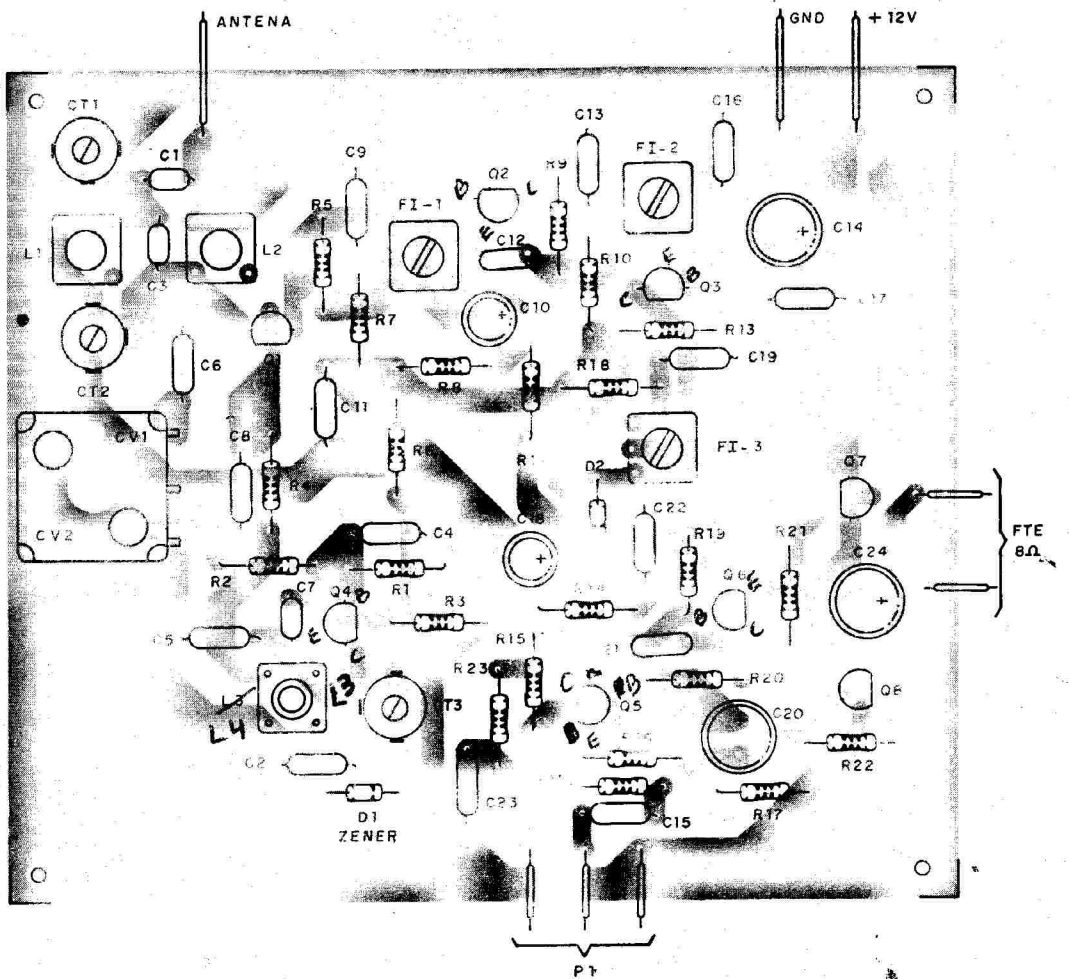 ANTENA
GND
+ 12V
CT1
C1
C9
C13
C16
R9
FI-2
Q2
B
L
E
R5
FI-1
C14
L1
L2
C3
C12
R10
E
B
C
Q3
C10
R7
R13
CT2
C6
R8
R18
C19
CV1
C11
C8
R6
FI-3
D2
Q7
CV2
C22
C4
R19
R21
FTE
8Ω
C24
R2
C7
R1
Q4
B
E
C
R3
Q6
E
B
L
C5
R15
R23
C
B
Q5
B
E
R20
Q8
L3
L3
L4
C20
C2
R22
D1
ZENER
C23
C15
R17
P1